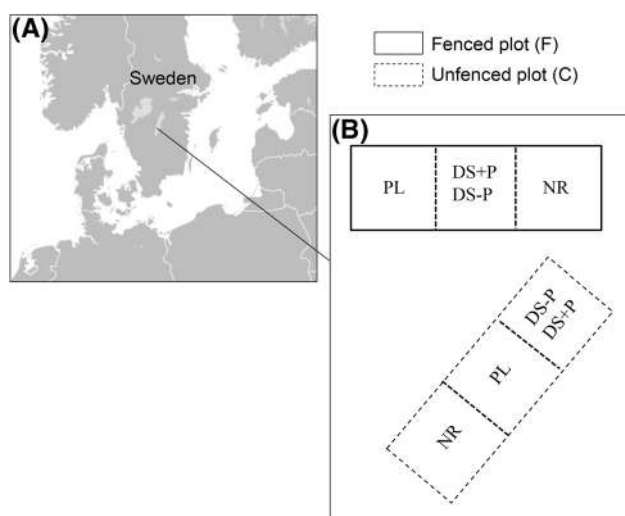 (A)
Sweden
Fenced plot (F)
Unfenced plot (C)
(B)
PL
DS+P
DS-P
NR
DS-P
DS+P
PL
NR